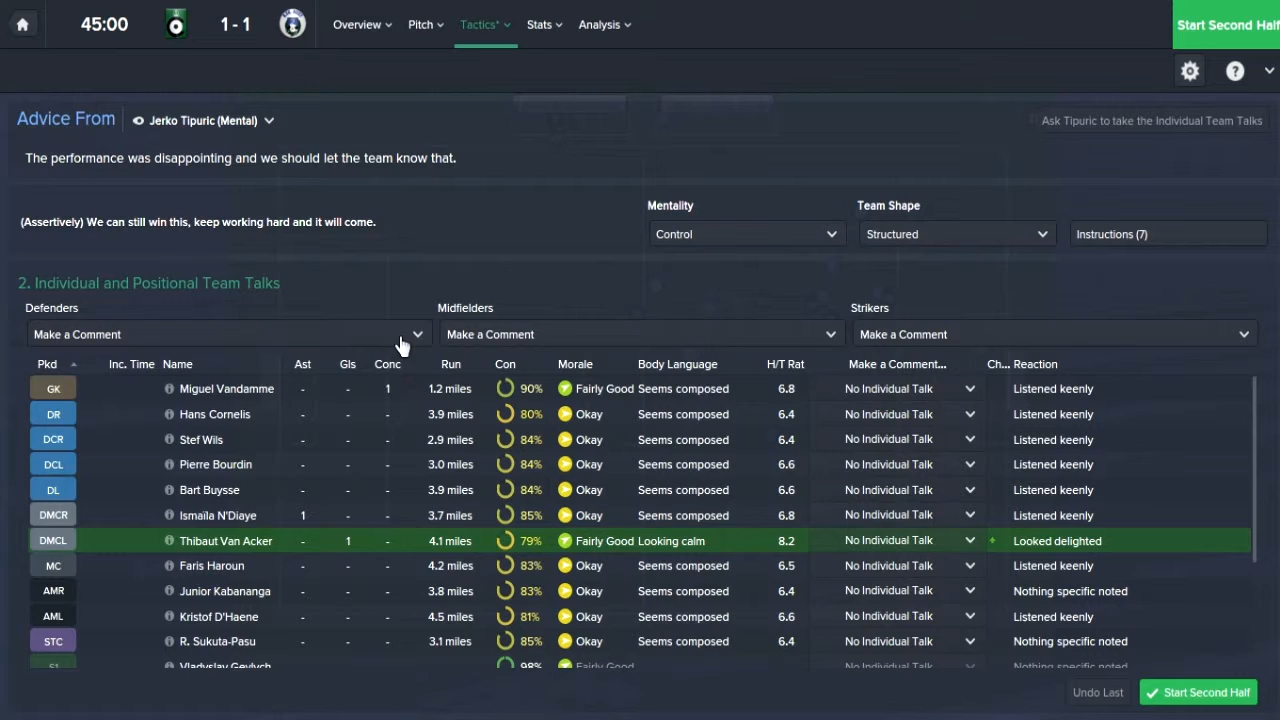 45:00 1 - 1 Overview Pitch Tactics* Stats Analysis Start Second Half
Advice From Jerko Tipuric (Mental) Ask Tipuric to take the Individual Team Talks
The performance was disappointing and we should let the team know that.
Mentality Team Shape
(Assertively) We can still win this, keep working hard and it will come.
Control Structured Instructions (7)
2. Individual and Positional Team Talks
Defenders Midfielders Strikers
Make a Comment Make a Comment Make a Comment
Pkd Inc. Time Name Ast Gls Conc Run Con Morale Body Language H/T Rat Make a Comment... Ch... Reaction
GK Miguel Vandamme - - 1 1.2 miles 90% Fairly Good Seems composed 6.8 No Individual Talk Listened keenly
DR Hans Cornelis - - - 3.9 miles 80% Okay Seems composed 6.4 No Individual Talk Listened keenly
DCR Stef Wils - - - 2.9 miles 84% Okay Seems composed 6.4 No Individual Talk Listened keenly
DCL Pierre Bourdin - - - 3.0 miles 84% Okay Seems composed 6.6 No Individual Talk Listened keenly
DL Bart Buysse - - - 3.9 miles 84% Okay Seems composed 6.6 No Individual Talk Listened keenly
DMCR Ismaïla N'Diaye 1 - - 3.7 miles 85% Okay Seems composed 6.8 No Individual Talk Listened keenly
DMCL Thibaut Van Acker - 1 - 4.1 miles 79% Fairly Good Looking calm 8.2 No Individual Talk + Looked delighted
MC Faris Haroun - - - 4.2 miles 83% Okay Seems composed 6.5 No Individual Talk Listened keenly
AMR Junior Kabananga - - - 3.8 miles 83% Okay Seems composed 6.4 No Individual Talk Nothing specific noted
AML Kristof D'Haene - - - 4.5 miles 81% Okay Seems composed 6.6 No Individual Talk Listened keenly
STC R. Sukuta-Pasu - - - 3.1 miles 85% Okay Seems composed 6.4 No Individual Talk Nothing specific noted
S1 98% Fairly Good No Individual Talk Nothing specific noted
Undo Last Start Second Half